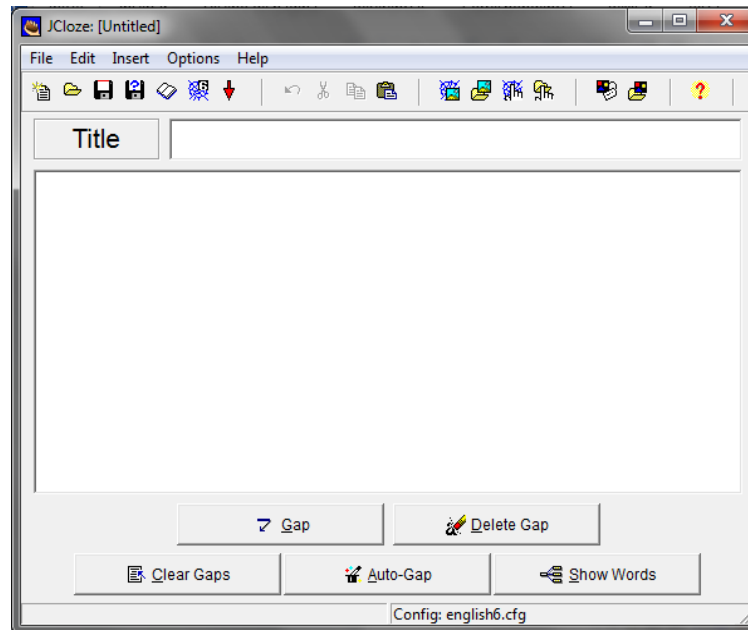 JCloze: [Untitled]
File Edit Insert Options Help
Title
Gap Delete Gap
Clear Gaps Auto-Gap Show Words
Config: english6.cfg